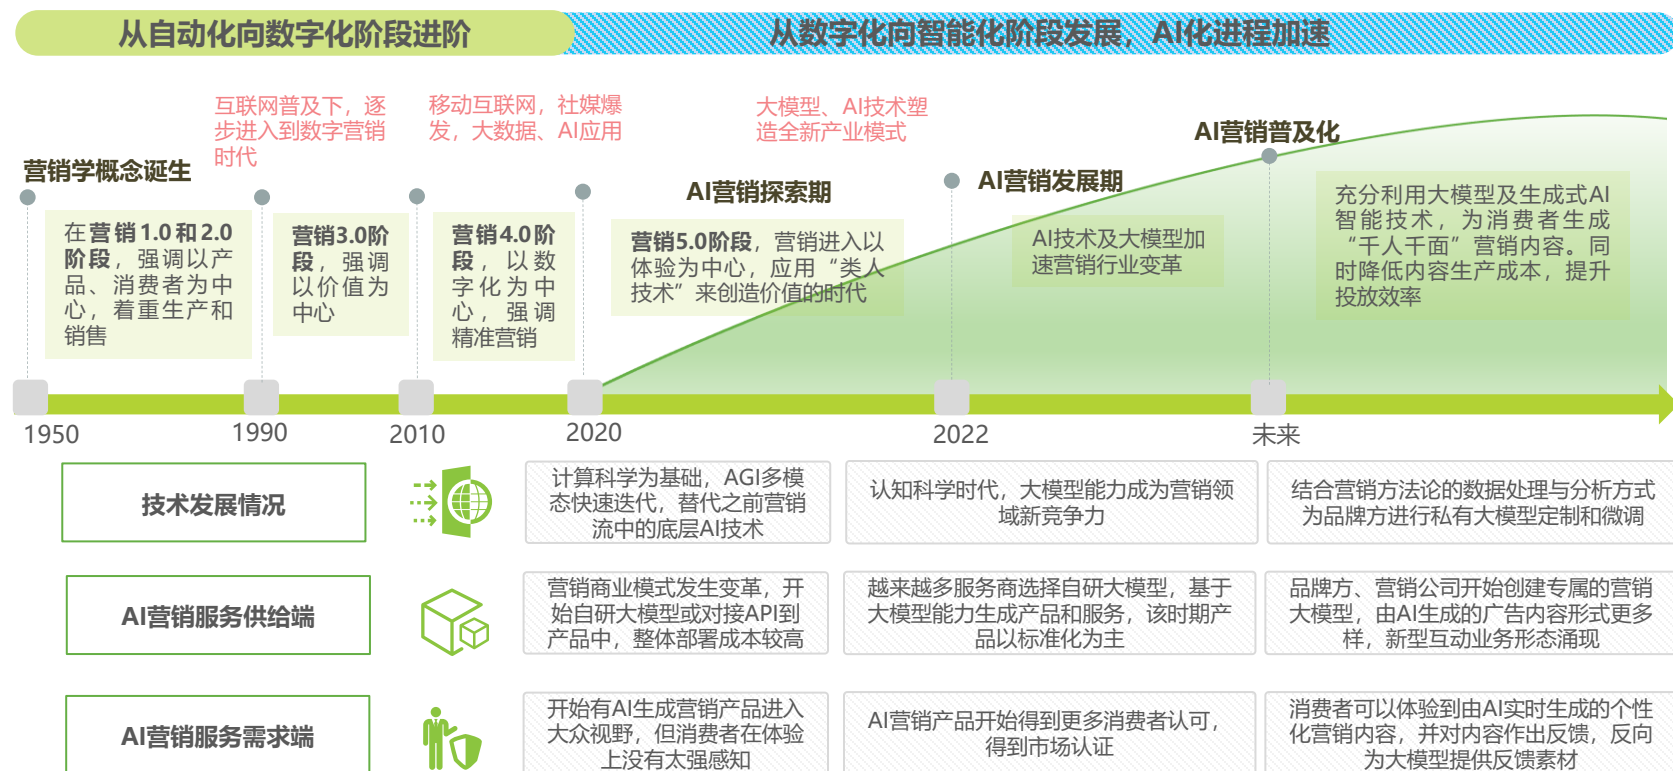 从自动化向数字化阶段进阶
从数字化向智能化阶段发展，AI化进程加速
互联网普及下，逐
步进入到数字营销
时代
移动互联网，社媒爆
发，大数据、AI应用
大模型、AI技术塑
造全新产业模式
营销学概念诞生
AI营销探索期
AI营销发展期
AI营销普及化
在营销1.0和2.0
阶段，强调以产
品、消费者为中
心，着重生产和
销售
营销3.0阶
段，强调
以价值为
中心
营销4.0阶
段，以数
字化为中
心，强调
精准营销
营销5.0阶段，营销进入以
体验为中心，应用“类人
技术”来创造价值的时代
AI技术及大模型加
速营销行业变革
充分利用大模型及生成式AI
智能技术，为消费者生成
“千人千面”营销内容。同
时降低内容生产成本，提升
投放效率
1950
1990
2010
2020
2022
未来
技术发展情况
计算科学为基础，AGI多模
态快速迭代，替代之前营销
流中的底层AI技术
认知科学时代，大模型能力成为营销领
域新竞争力
结合营销方法论的数据处理与分析方式
为品牌方进行私有大模型定制和微调
AI营销服务供给端
营销商业模式发生变革，开
始自研大模型或对接API到
产品中，整体部署成本较高
越来越多服务商选择自研大模型，基于
大模型能力生成产品和服务，该时期产
品以标准化为主
品牌方、营销公司开始创建专属的营销
大模型，由AI生成的广告内容形式更多
样，新型互动业务形态涌现
AI营销服务需求端
开始有AI生成营销产品进入
大众视野，但消费者在体验
上没有太强感知
AI营销产品开始得到更多消费者认可，
得到市场认证
消费者可以体验到由AI实时生成的个性
化营销内容，并对内容作出反馈，反向
为大模型提供反馈素材